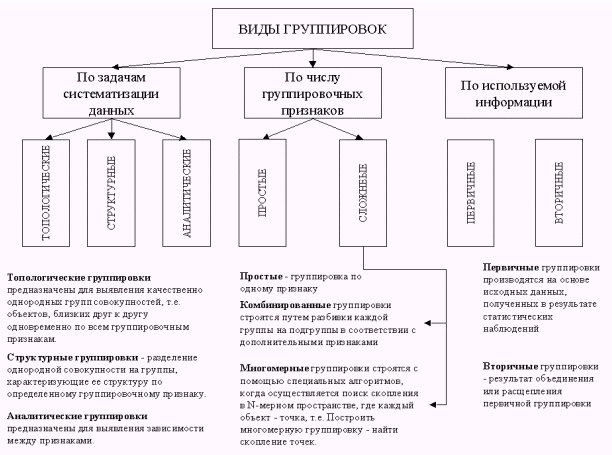 ВИДЫ ГРУППИРОВОК
По задачам
систематизации
данных
По числу
группировочных
признаков
По используемой
информации
ТОПОЛОГИЧЕСКИЕ
СТРУКТУРНЫЕ
АНАЛИТИЧЕСКИЕ
ПРОСТЫЕ
СЛОЖНЕЫЕ
ПЕРВИЧНЫЕ
ВТОРИЧНЫЕ
Топологические группировки
предназначены для выявления качественно
однородных групп совокупностей, т.е.
объектов, близких друг к другу
одновременно по всем группировочным
признакам.
Структурные группировки - разделение
однородной совокупности на группы,
характеризующие ее структуру по
определенному группировочному признаку.
Аналитические группировки
предназначены для выявления зависимости
между признаками.
Простые - группировка по
одному признаку
Комбинированные группировки
строятся путем разбивки каждой
группы на подгруппы в соответствии с
дополнительными признаками
Многомерные группировки строятся с
помощью специальных алгоритмов,
когда осуществляется поиск скопления
в N-мерном пространстве, где каждый
объект - точка, т.е. Построить
многомерную группировку - найти
скопление точек.
Первичные группировки
производятся на основе
исходных данных,
полученных в результате
статистических
наблюдений
Вторичные группировки
- результат объединения
или расщепления
первичной группировки